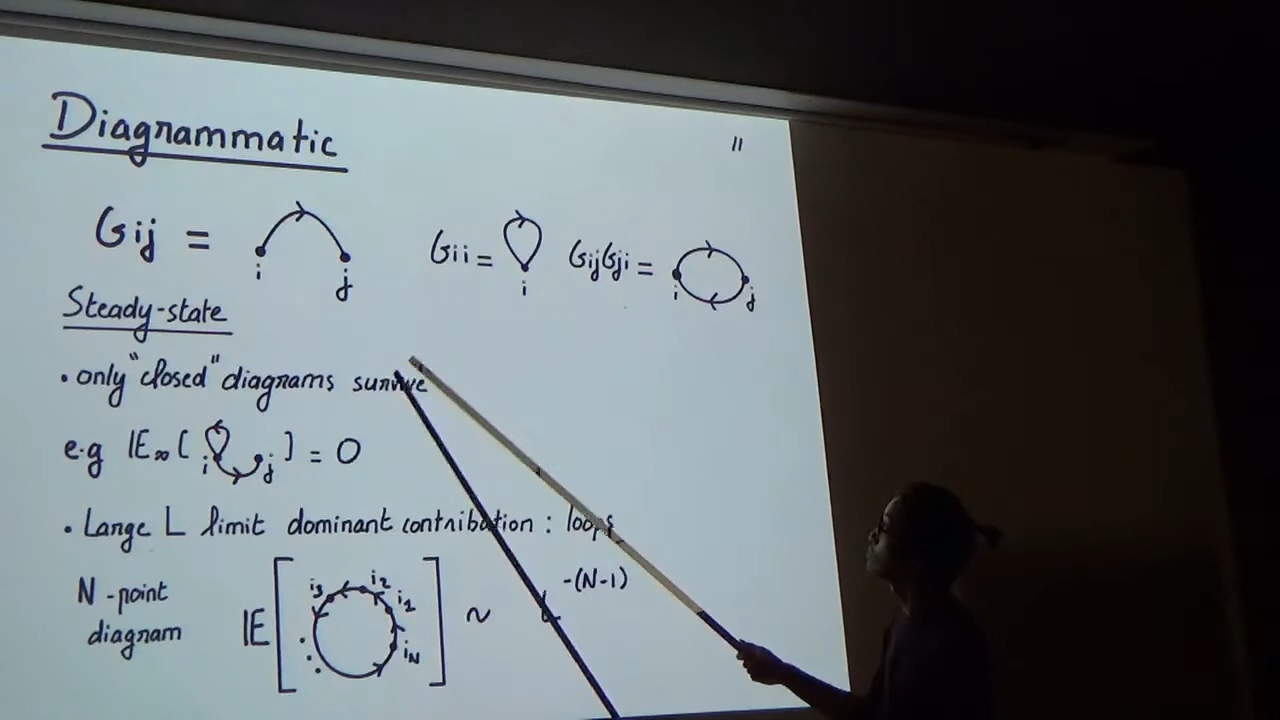 Diagrammatic
11
Gij =
i
j
Gii =
i
GijGji =
i
j
Steady-state
• only "closed" diagrams survive
e.g 𝔼∞ [ i j ] = 0
• Large L limit dominant contribution : loops
N-point
diagram
𝔼 [ i3 i2 i1 iN ] ~ L^-(N-1)